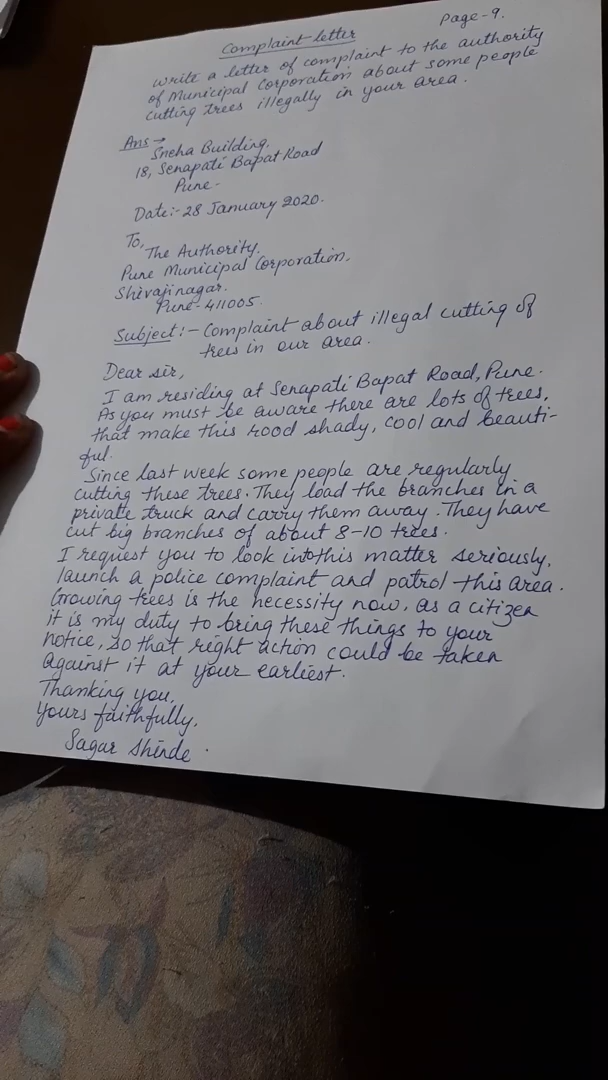 Page-9.
Complaint letter
Write a letter of complaint to the authority
of Municipal Corporation about some people
cutting trees illegally in your area.
Ans →
Sneha Building,
18, Senapati Bapat Road
Pune-
Date:- 28 January 2020.
To,
The Authority.
Pune Municipal Corporation,
Shivajinagar.
Pune-411005.
Subject:- Complaint about illegal cutting of
trees in our area.
Dear sir,
I am residing at Senapati Bapat Road, Pune.
As you must be aware there are lots of trees,
that make this road shady, cool and beauti-
ful.
Since last week some people are regularly
cutting these trees. They load the branches in a
private truck and carry them away. They have
cut big branches of about 8-10 trees.
I request you to look into this matter seriously,
launch a police complaint and patrol this area.
Growing trees is the necessity now, as a citizen
it is my duty to bring these things to your
notice, so that right action could be taken
against it at your earliest.
Thanking you,
Yours faithfully,
Sagar Shinde.